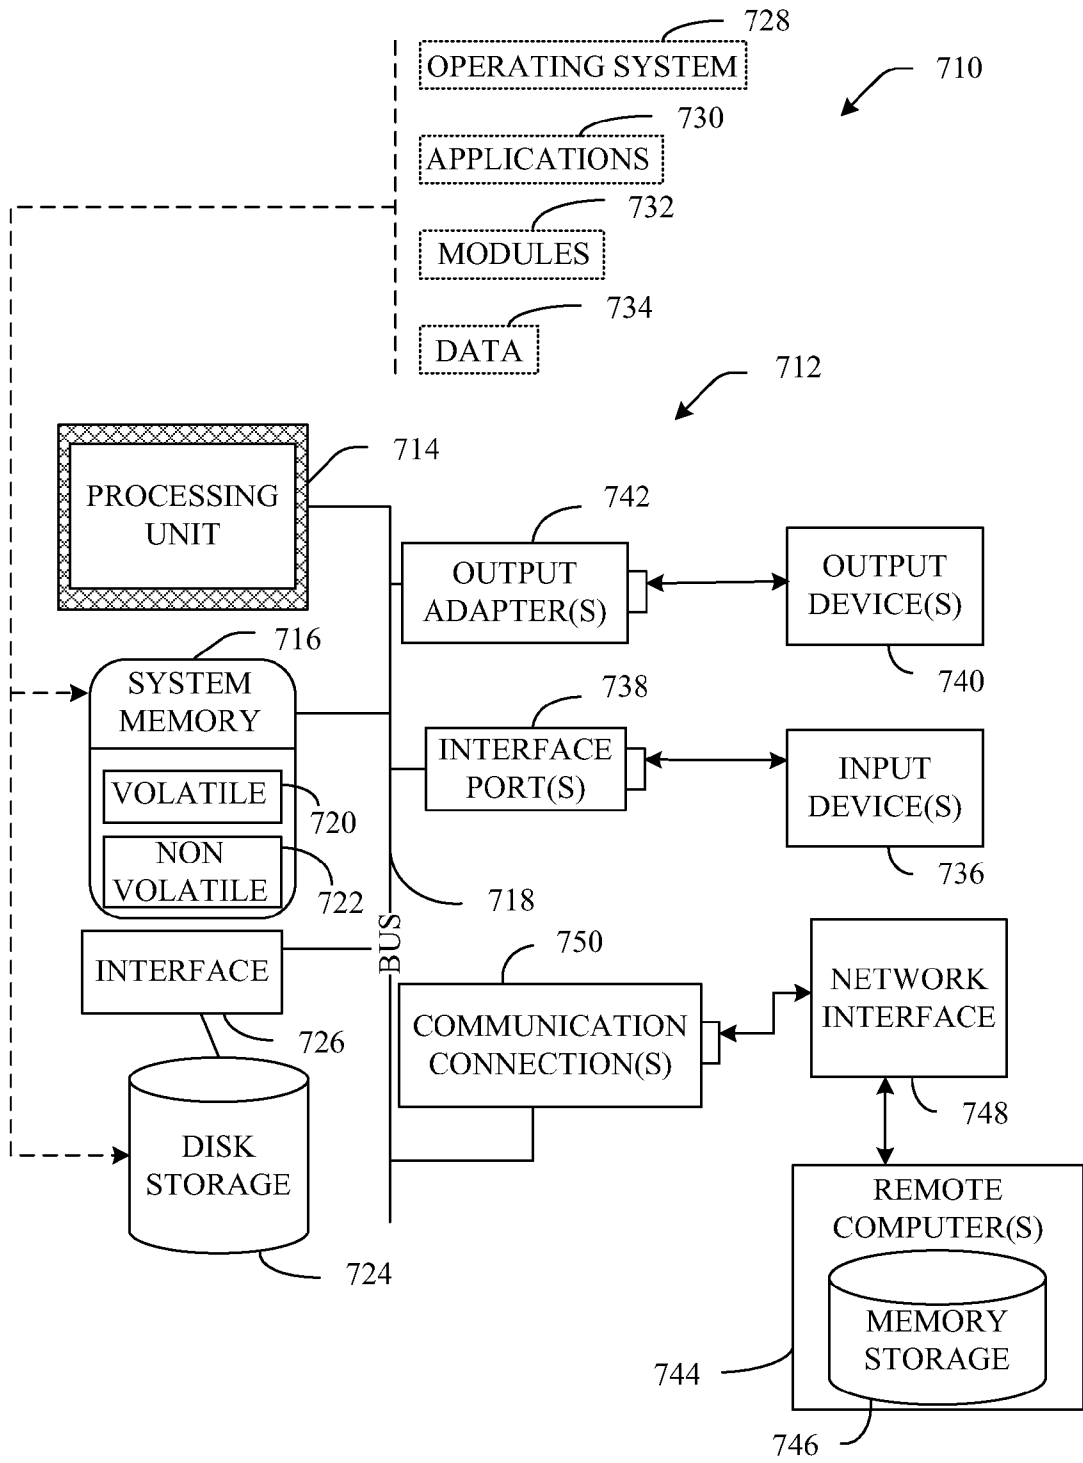 728
OPERATING SYSTEM
710
730
APPLICATIONS
732
MODULES
734
DATA
712
714
PROCESSING
UNIT
742
OUTPUT
ADAPTER(S)
OUTPUT
DEVICE(S)
740
716
SYSTEM
MEMORY
738
INTERFACE
PORT(S)
INPUT
DEVICE(S)
736
VOLATILE
720
NON
VOLATILE
722
718
BUS
INTERFACE
726
750
COMMUNICATION
CONNECTION(S)
NETWORK
INTERFACE
748
DISK
STORAGE
724
REMOTE
COMPUTER(S)
MEMORY
STORAGE
744
746